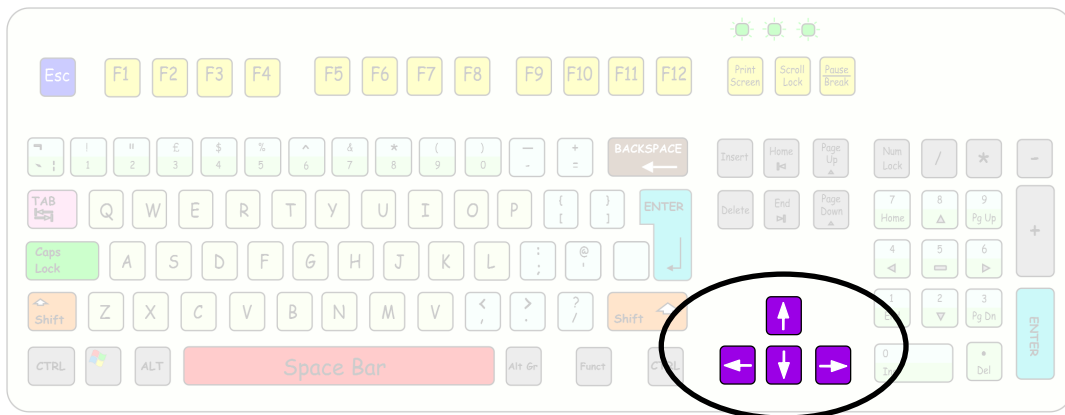 Esc F1 F2 F3 F4 F5 F6 F7 F8 F9 F10 F11 F12 Print Screen Scroll Lock Pause Break
¬ ! " £ $ % ^ & * ( ) — + BACKSPACE Insert Home Page Up Num Lock / * -
` ¦ 1 2 3 4 5 6 7 8 9 0 - =
TAB Q W E R T Y U I O P { [ } ] ENTER Delete End Page Down 7 Home 8 9 Pg Up +
Caps Lock A S D F G H J K L : ; @ ' 4 5 6
Shift Z X C V B N M V < , > . ? / Shift 1 2 3 Pg Dn ENTER
CTRL ALT Space Bar Alt Gr Funct CTRL 0 • Del